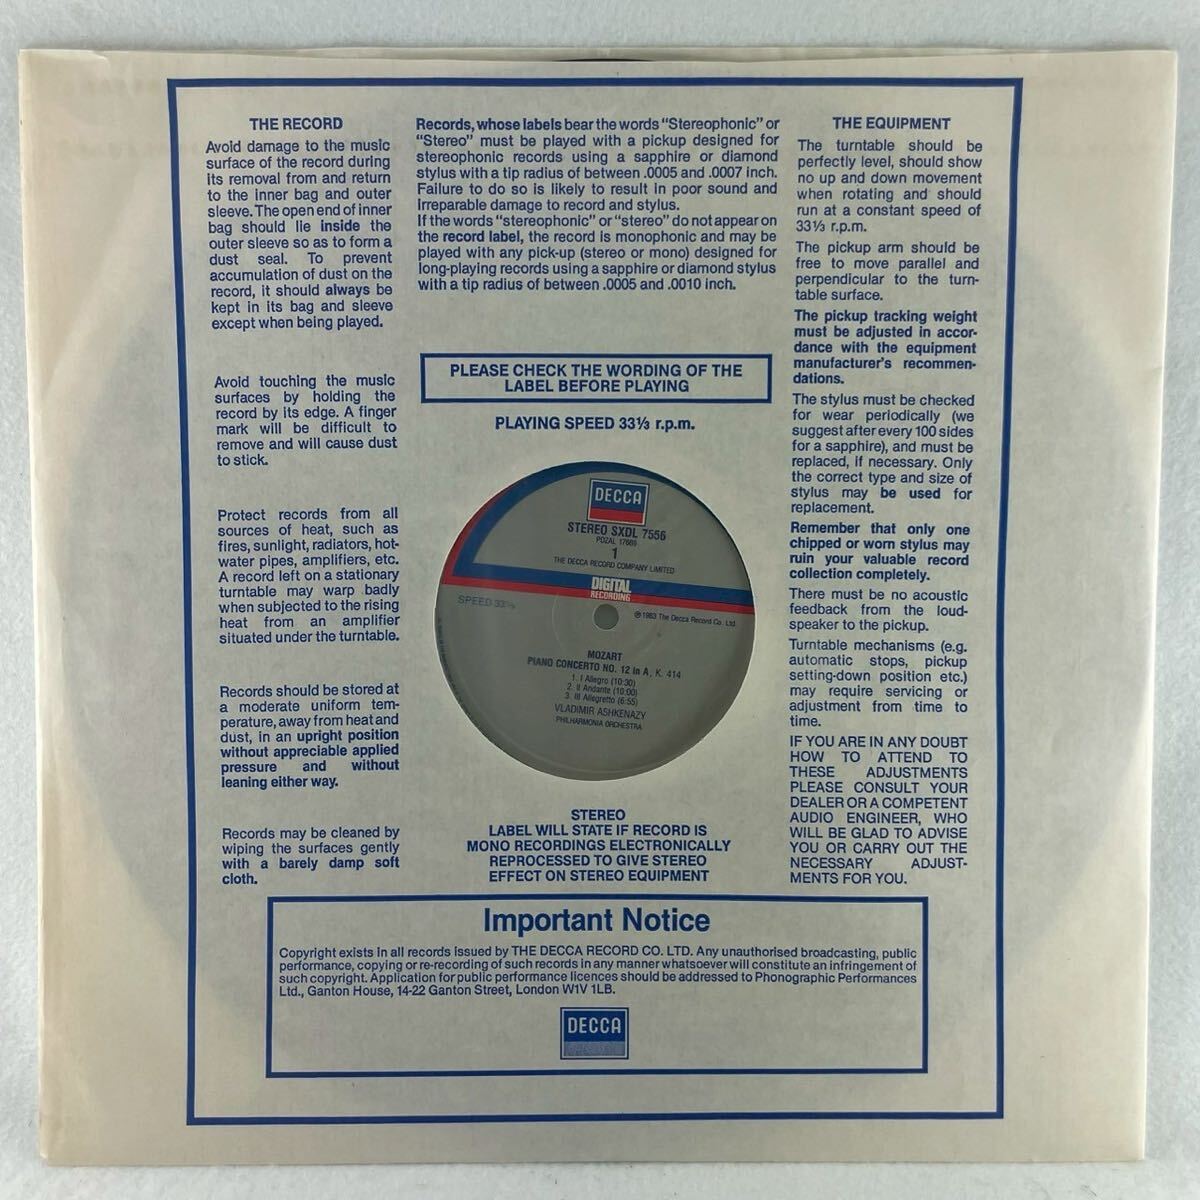 THE RECORD
Avoid damage to the music
surface of the record during
its removal from and return
to the inner bag and outer
sleeve. The open end of inner
bag should lie inside the
outer sleeve so as to form a
dust seal. To prevent
accumulation of dust on the
record, it should always be
kept in its bag and sleeve
except when being played.
Avoid touching the music
surfaces by holding the
record by its edge. A finger
mark will be difficult to
remove and will cause dust
to stick.
Protect records from all
sources of heat, such as
fires, sunlight, radiators, hot-
water pipes, amplifiers, etc.
A record left on a stationary
turntable may warp badly
when subjected to the rising
heat from an amplifier
situated under the turntable.
Records should be stored at
a moderate uniform tem-
perature, away from heat and
dust, in an upright position
without appreciable applied
pressure and without
leaning either way.
Records may be cleaned by
wiping the surfaces gently
with a barely damp soft
cloth.
Records, whose labels bear the words "Stereophonic" or
"Stereo" must be played with a pickup designed for
stereophonic records using a sapphire or diamond
stylus with a tip radius of between .0005 and .0007 inch.
Failure to do so is likely to result in poor sound and
Irreparable damage to record and stylus.
If the words "stereophonic" or "stereo" do not appear on
the record label, the record is monophonic and may be
played with any pick-up (stereo or mono) designed for
long-playing records using a sapphire or diamond stylus
with a tip radius of between .0005 and .0010 inch.
PLEASE CHECK THE WORDING OF THE
LABEL BEFORE PLAYING
PLAYING SPEED 33⅓ r.p.m.
DECCA
STEREO SXDL 7556
PDZAL 17669
1
THE DECCA RECORD COMPANY LIMITED
DIGITAL
RECORDING
SPEED 33⅓
℗ 1983 The Decca Record Co. Ltd.
MOZART
PIANO CONCERTO NO. 12 in A, K. 414
1. I Allegro (10:30)
2. II Andante (10:00)
3. III Allegretto (6:55)
VLADIMIR ASHKENAZY
PHILHARMONIA ORCHESTRA
STEREO
LABEL WILL STATE IF RECORD IS
MONO RECORDINGS ELECTRONICALLY
REPROCESSED TO GIVE STEREO
EFFECT ON STEREO EQUIPMENT
THE EQUIPMENT
The turntable should be
perfectly level, should show
no up and down movement
when rotating and should
run at a constant speed of
33⅓ r.p.m.
The pickup arm should be
free to move parallel and
perpendicular to the turn-
table surface.
The pickup tracking weight
must be adjusted in accor-
dance with the equipment
manufacturer's recommen-
dations.
The stylus must be checked
for wear periodically (we
suggest after every 100 sides
for a sapphire), and must be
replaced, if necessary. Only
the correct type and size of
stylus may be used for
replacement.
Remember that only one
chipped or worn stylus may
ruin your valuable record
collection completely.
There must be no acoustic
feedback from the loud-
speaker to the pickup.
Turntable mechanisms (e.g.
automatic stops, pickup
setting-down position etc.)
may require servicing or
adjustment from time to
time.
IF YOU ARE IN ANY DOUBT
HOW TO ATTEND TO
THESE ADJUSTMENTS
PLEASE CONSULT YOUR
DEALER OR A COMPETENT
AUDIO ENGINEER, WHO
WILL BE GLAD TO ADVISE
YOU OR CARRY OUT THE
NECESSARY ADJUST-
MENTS FOR YOU.
Important Notice
Copyright exists in all records issued by THE DECCA RECORD CO. LTD. Any unauthorised broadcasting, public
performance, copying or re-recording of such records in any manner whatsoever will constitute an infringement of
such copyright. Application for public performance licences should be addressed to Phonographic Performances
Ltd., Ganton House, 14-22 Ganton Street, London W1V 1LB.
DECCA